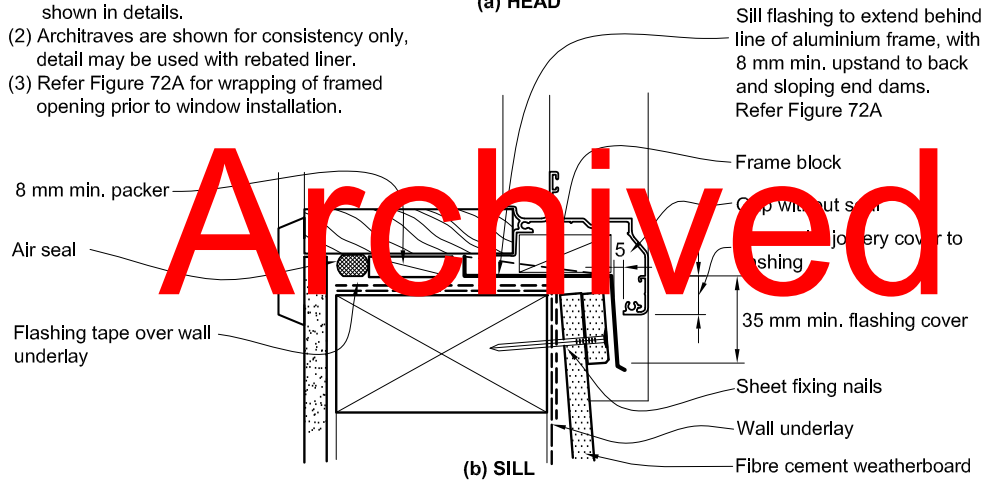 (a) HEAD
shown in details.
(2) Architraves are shown for consistency only,
detail may be used with rebated liner.
(3) Refer Figure 72A for wrapping of framed
opening prior to window installation.
Sill flashing to extend behind
line of aluminium frame, with
8 mm min. upstand to back
and sloping end dams.
Refer Figure 72A
Frame block
without
joinery cover to
5
35 mm min. flashing cover
Sheet fixing nails
Wall underlay
Fibre cement weatherboard
8 mm min. packer
Air seal
Flashing tape over wall
underlay
(b) SILL
Archived